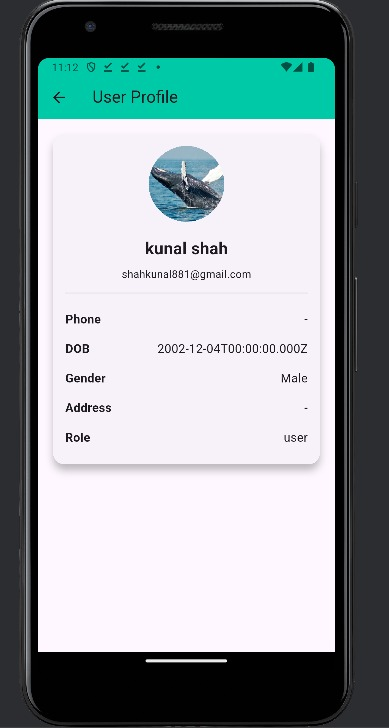 11:12
User Profile
kunal shah
shahkunal881@gmail.com
Phone -
DOB 2002-12-04T00:00:00.000Z
Gender Male
Address -
Role user